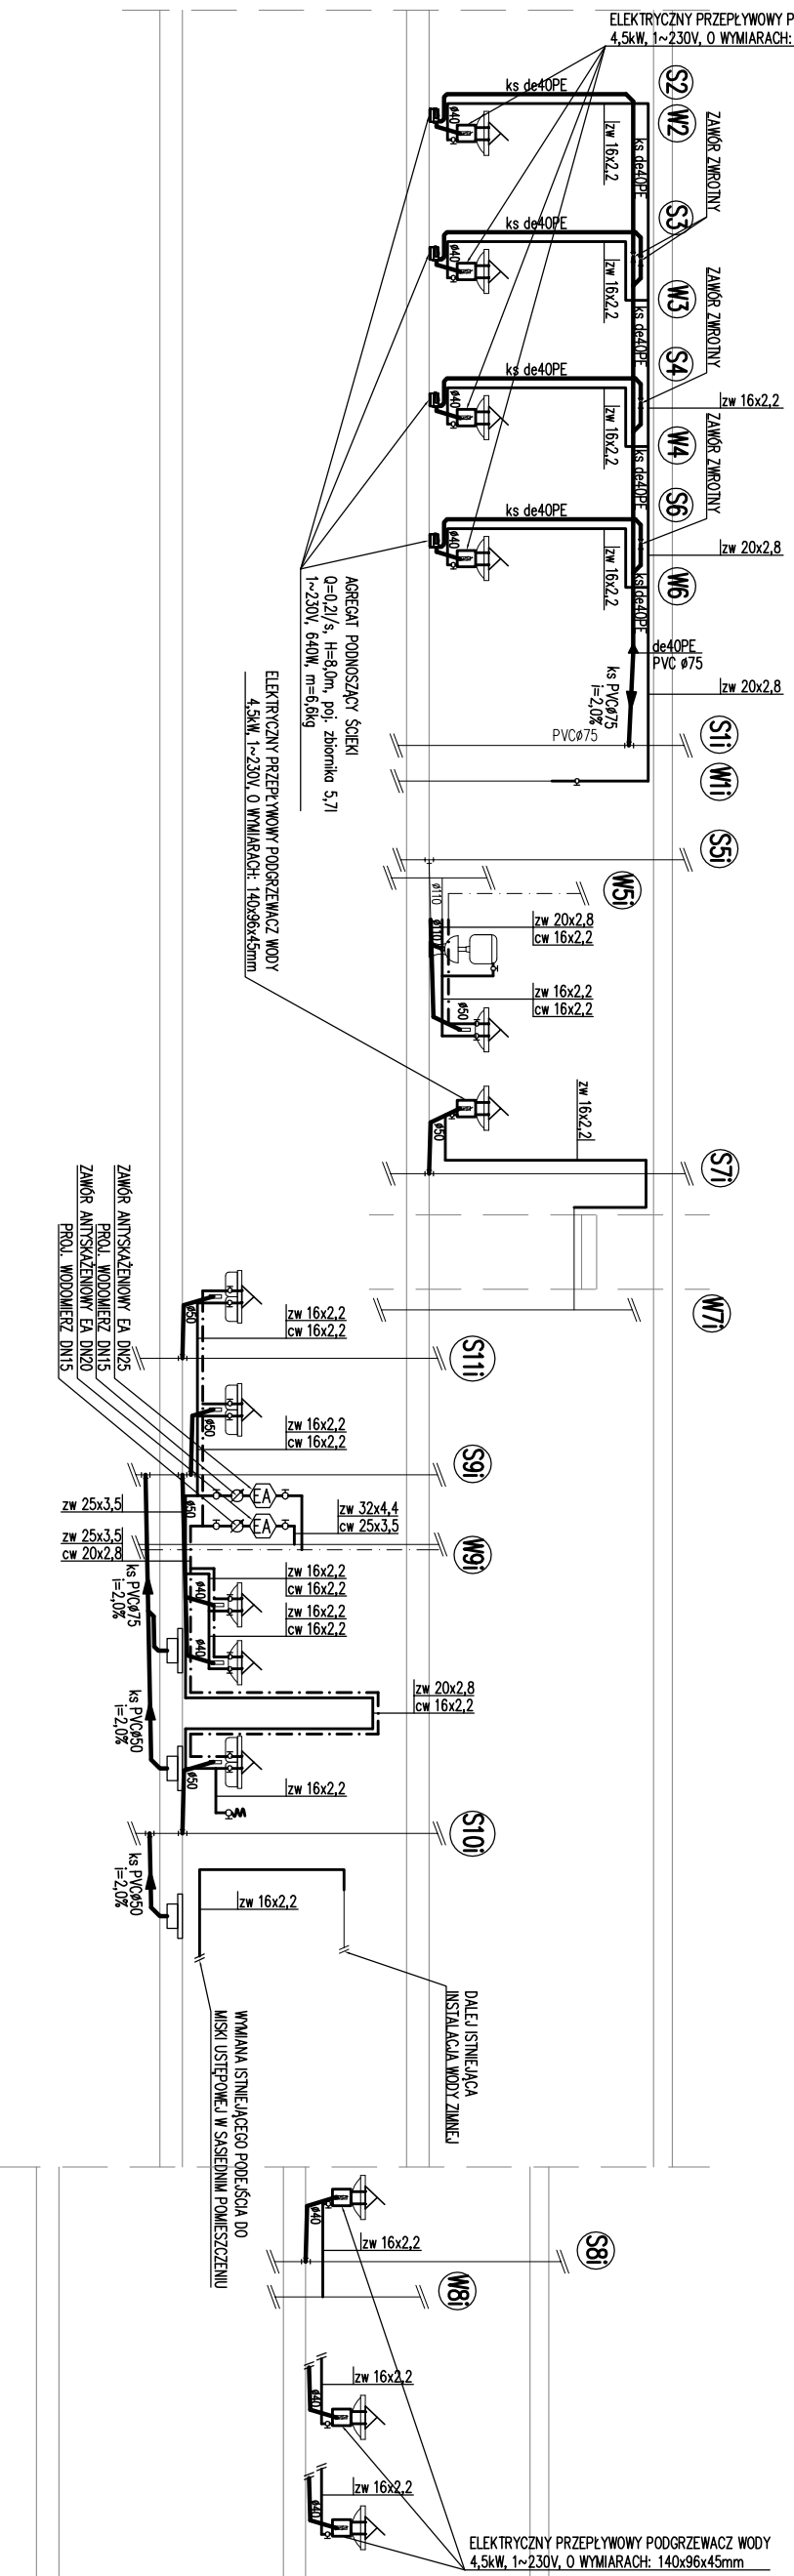 ELEKTRYCZNY PRZEPŁYWOWY P
4,5kW, 1~230V, O WYMIARACH:
S2
W2
ZAWÓR ZWROTNY
S3
W3
ZAWÓR ZWROTNY
S4
W4
ZAWÓR ZWROTNY
S6
W6
ks de40PE
ks de40PE
ks de40PE
ks de40PE
ks de40PE
ks de40PE
ks de40PE
ks de40PE
zw 16x2,2
zw 16x2,2
zw 16x2,2
zw 16x2,2
ø40
ø40
ø40
ø40
zw 16x2,2
zw 20x2,8
zw 20x2,8
de40PE
PVC ø75
ks PVCø75
i=2,0%
PVCø75
S1i
W1i
AGREGAT PODNOSZĄCY ŚCIEKI
Q=0,2l/s, H=8,0m, poj. zbiornika 5,7l
1~230V, 640W, m=6,6kg
ELEKTRYCZNY PRZEPŁYWOWY PODGRZEWACZ WODY
4,5kW, 1~230V, O WYMIARACH: 140x96x45mm
S5i
W5i
ø110
ø110
zw 20x2,8
cw 16x2,2
zw 16x2,2
cw 16x2,2
ø50
ø50
zw 16x2,2
S7i
W7i
ZAWÓR ANTYSKAŻENIOWY EA DN25
PROJ. WODOMIERZ DN15
ZAWÓR ANTYSKAŻENIOWY EA DN20
PROJ. WODOMIERZ DN15
ø50
zw 16x2,2
cw 16x2,2
S11i
ø50
zw 16x2,2
cw 16x2,2
S9i
EA
EA
ø50
zw 25x3,5
zw 32x4,4
cw 25x3,5
zw 25x3,5
cw 20x2,8
W9i
zw 16x2,2
cw 16x2,2
zw 16x2,2
cw 16x2,2
ø40
ø40
ks PVCø75
i=2,0%
zw 20x2,8
cw 16x2,2
ks PVCø50
i=2,0%
ø50
zw 16x2,2
S10i
ks PVCø50
i=2,0%
zw 16x2,2
DALEJ ISTNIEJĄCA
INSTALACJA WODY ZIMNEJ
WYMIANA ISTNIEJĄCEGO PODEJŚCIA DO
MISKI USTĘPOWEJ W SĄSIEDNIM POMIESZCZENIU
ø40
zw 16x2,2
S8i
W8i
zw 16x2,2
ø40
zw 16x2,2
ø40
ELEKTRYCZNY PRZEPŁYWOWY PODGRZEWACZ WODY
4,5kW, 1~230V, O WYMIARACH: 140x96x45mm